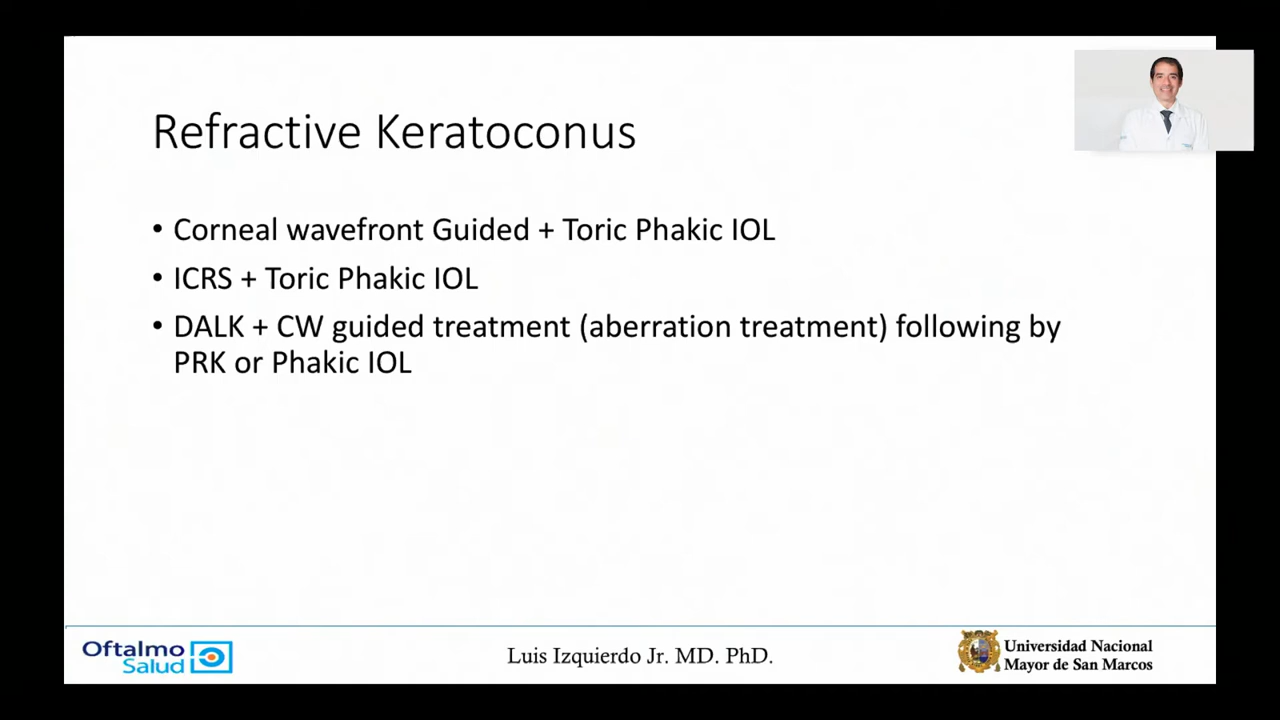 Refractive Keratoconus
• Corneal wavefront Guided + Toric Phakic IOL
• ICRS + Toric Phakic IOL
• DALK + CW guided treatment (aberration treatment) following by
PRK or Phakic IOL
Oftalmo
Salud
Luis Izquierdo Jr. MD. PhD.
Universidad Nacional
Mayor de San Marcos